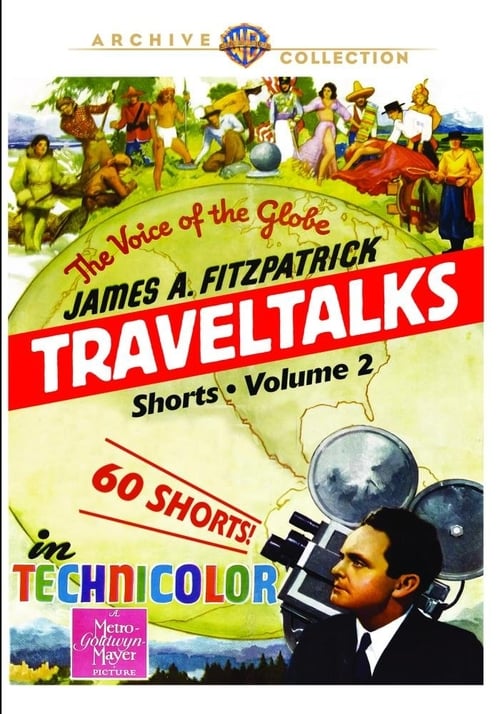 ARCHIVE WB COLLECTION
The Voice of the Globe
JAMES A. FITZPATRICK
TRAVELTALKS
Shorts • Volume 2
60 SHORTS!
in
TECHNICOLOR
A
Metro-
Goldwyn-
Mayer
PICTURE